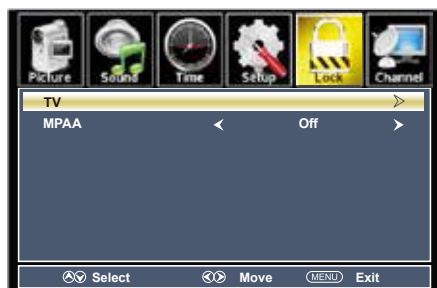 Picture Sound Time Setup Lock Channel
TV
MPAA Off
Select Move MENU Exit